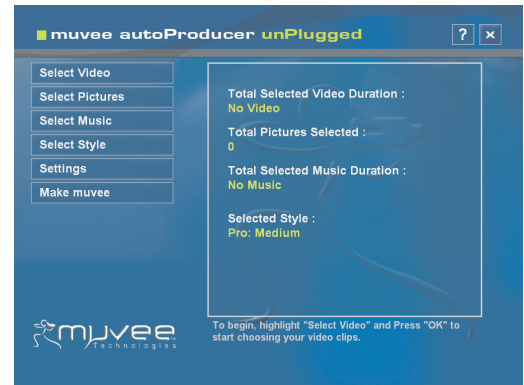 muvee autoProducer unPlugged
? x
Select Video
Select Pictures
Select Music
Select Style
Settings
Make muvee
Total Selected Video Duration :
No Video
Total Pictures Selected :
0
Total Selected Music Duration :
No Music
Selected Style :
Pro: Medium
muvee
Technologies
To begin, highlight "Select Video" and Press "OK" to
start choosing your video clips.